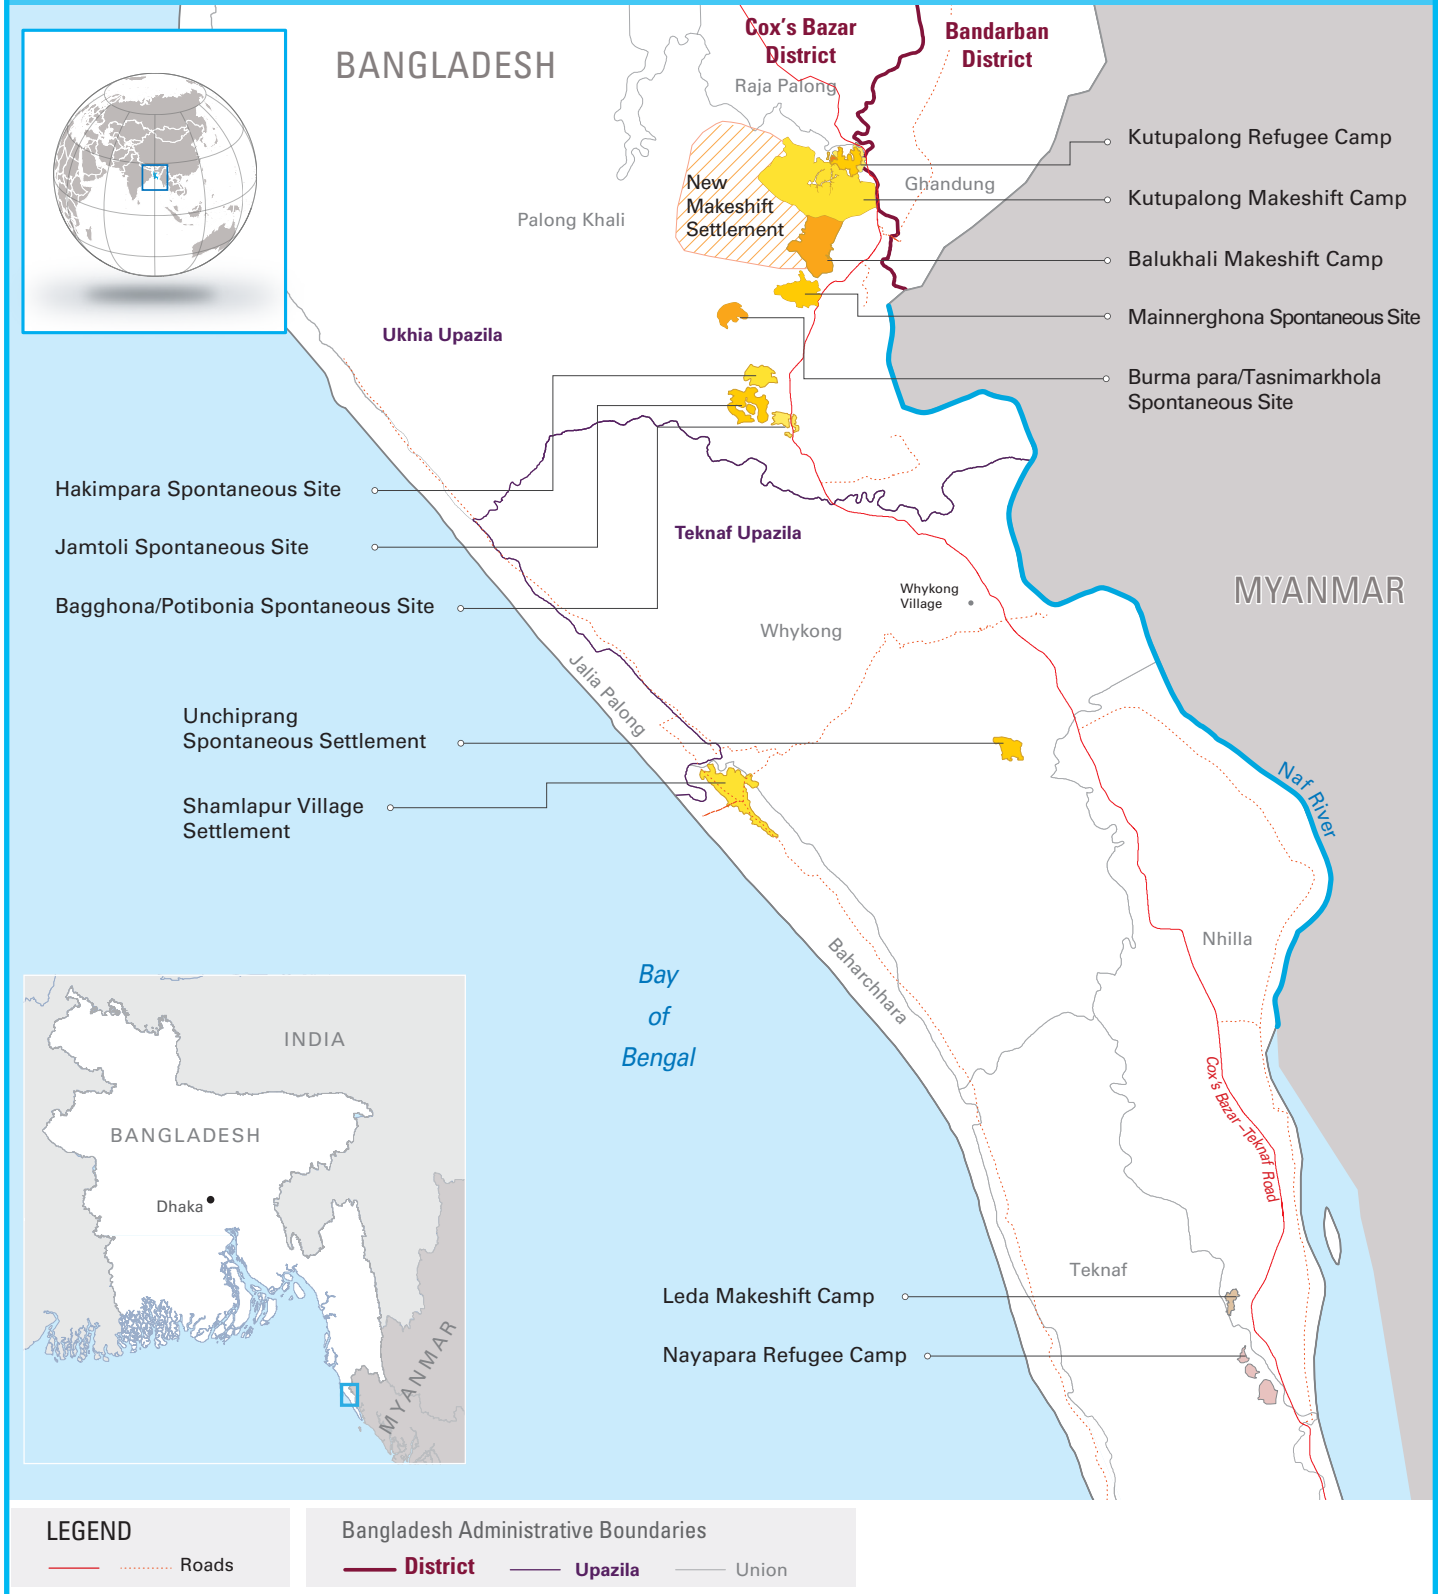 BANGLADESH
Cox's Bazar
District
Bandarban
District
Raja Palong
Kutupalong Refugee Camp
New
Makeshift
Settlement
Ghandung
Kutupalong Makeshift Camp
Palong Khali
Balukhali Makeshift Camp
Mainnerghona Spontaneous Site
Ukhia Upazila
Burma para/Tasnimarkhola
Spontaneous Site
Hakimpara Spontaneous Site
Jamtoli Spontaneous Site
Teknaf Upazila
Bagghona/Potibonia Spontaneous Site
Whykong
Village
MYANMAR
Whykong
Jalia Palong
Unchiprang
Spontaneous Settlement
Naf River
Shamlapur Village
Settlement
Nhilla
Baharchhara
Bay
of
Bengal
INDIA
BANGLADESH
Dhaka
MYANMAR
Cox's Bazar–Teknaf Road
Teknaf
Leda Makeshift Camp
Nayapara Refugee Camp
LEGEND
Roads
Bangladesh Administrative Boundaries
District
Upazila
Union